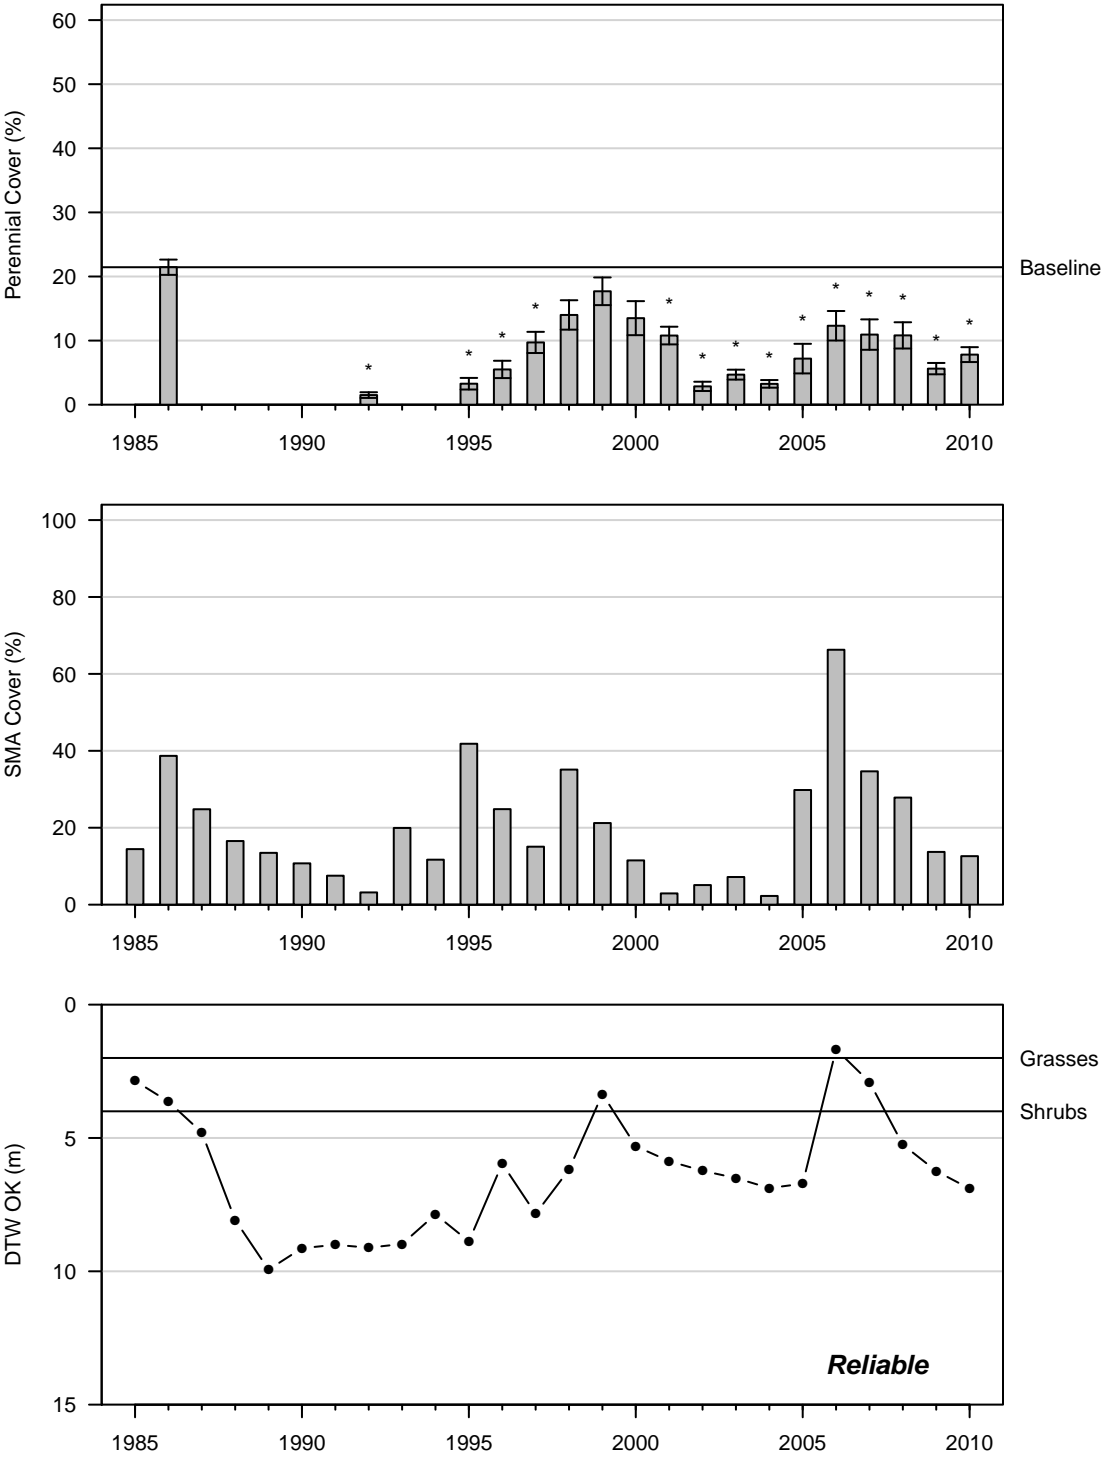 60
50
40
30
20
10
0
Perennial Cover (%)
Baseline
* * * * * * * * * * * * * *
1985 1990 1995 2000 2005 2010
100
80
60
40
20
0
SMA Cover (%)
1985 1990 1995 2000 2005 2010
0
5
10
15
DTW OK (m)
Grasses
Shrubs
Reliable
1985 1990 1995 2000 2005 2010